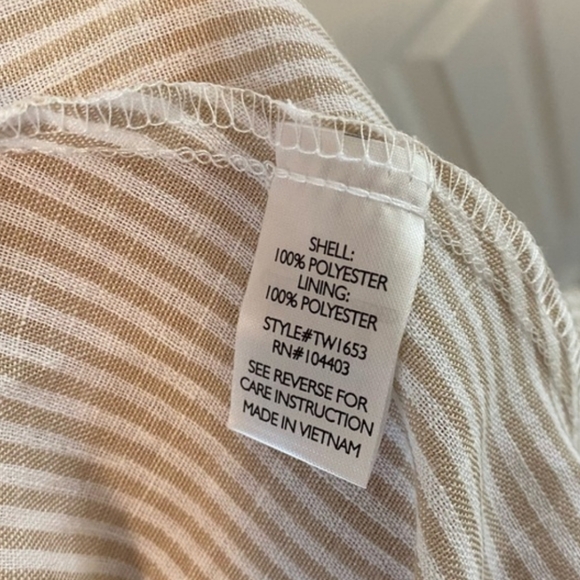 SHELL:
100% POLYESTER
LINING:
100% POLYESTER
STYLE#TW1653
RN#104403
SEE REVERSE FOR
CARE INSTRUCTION
MADE IN VIETNAM